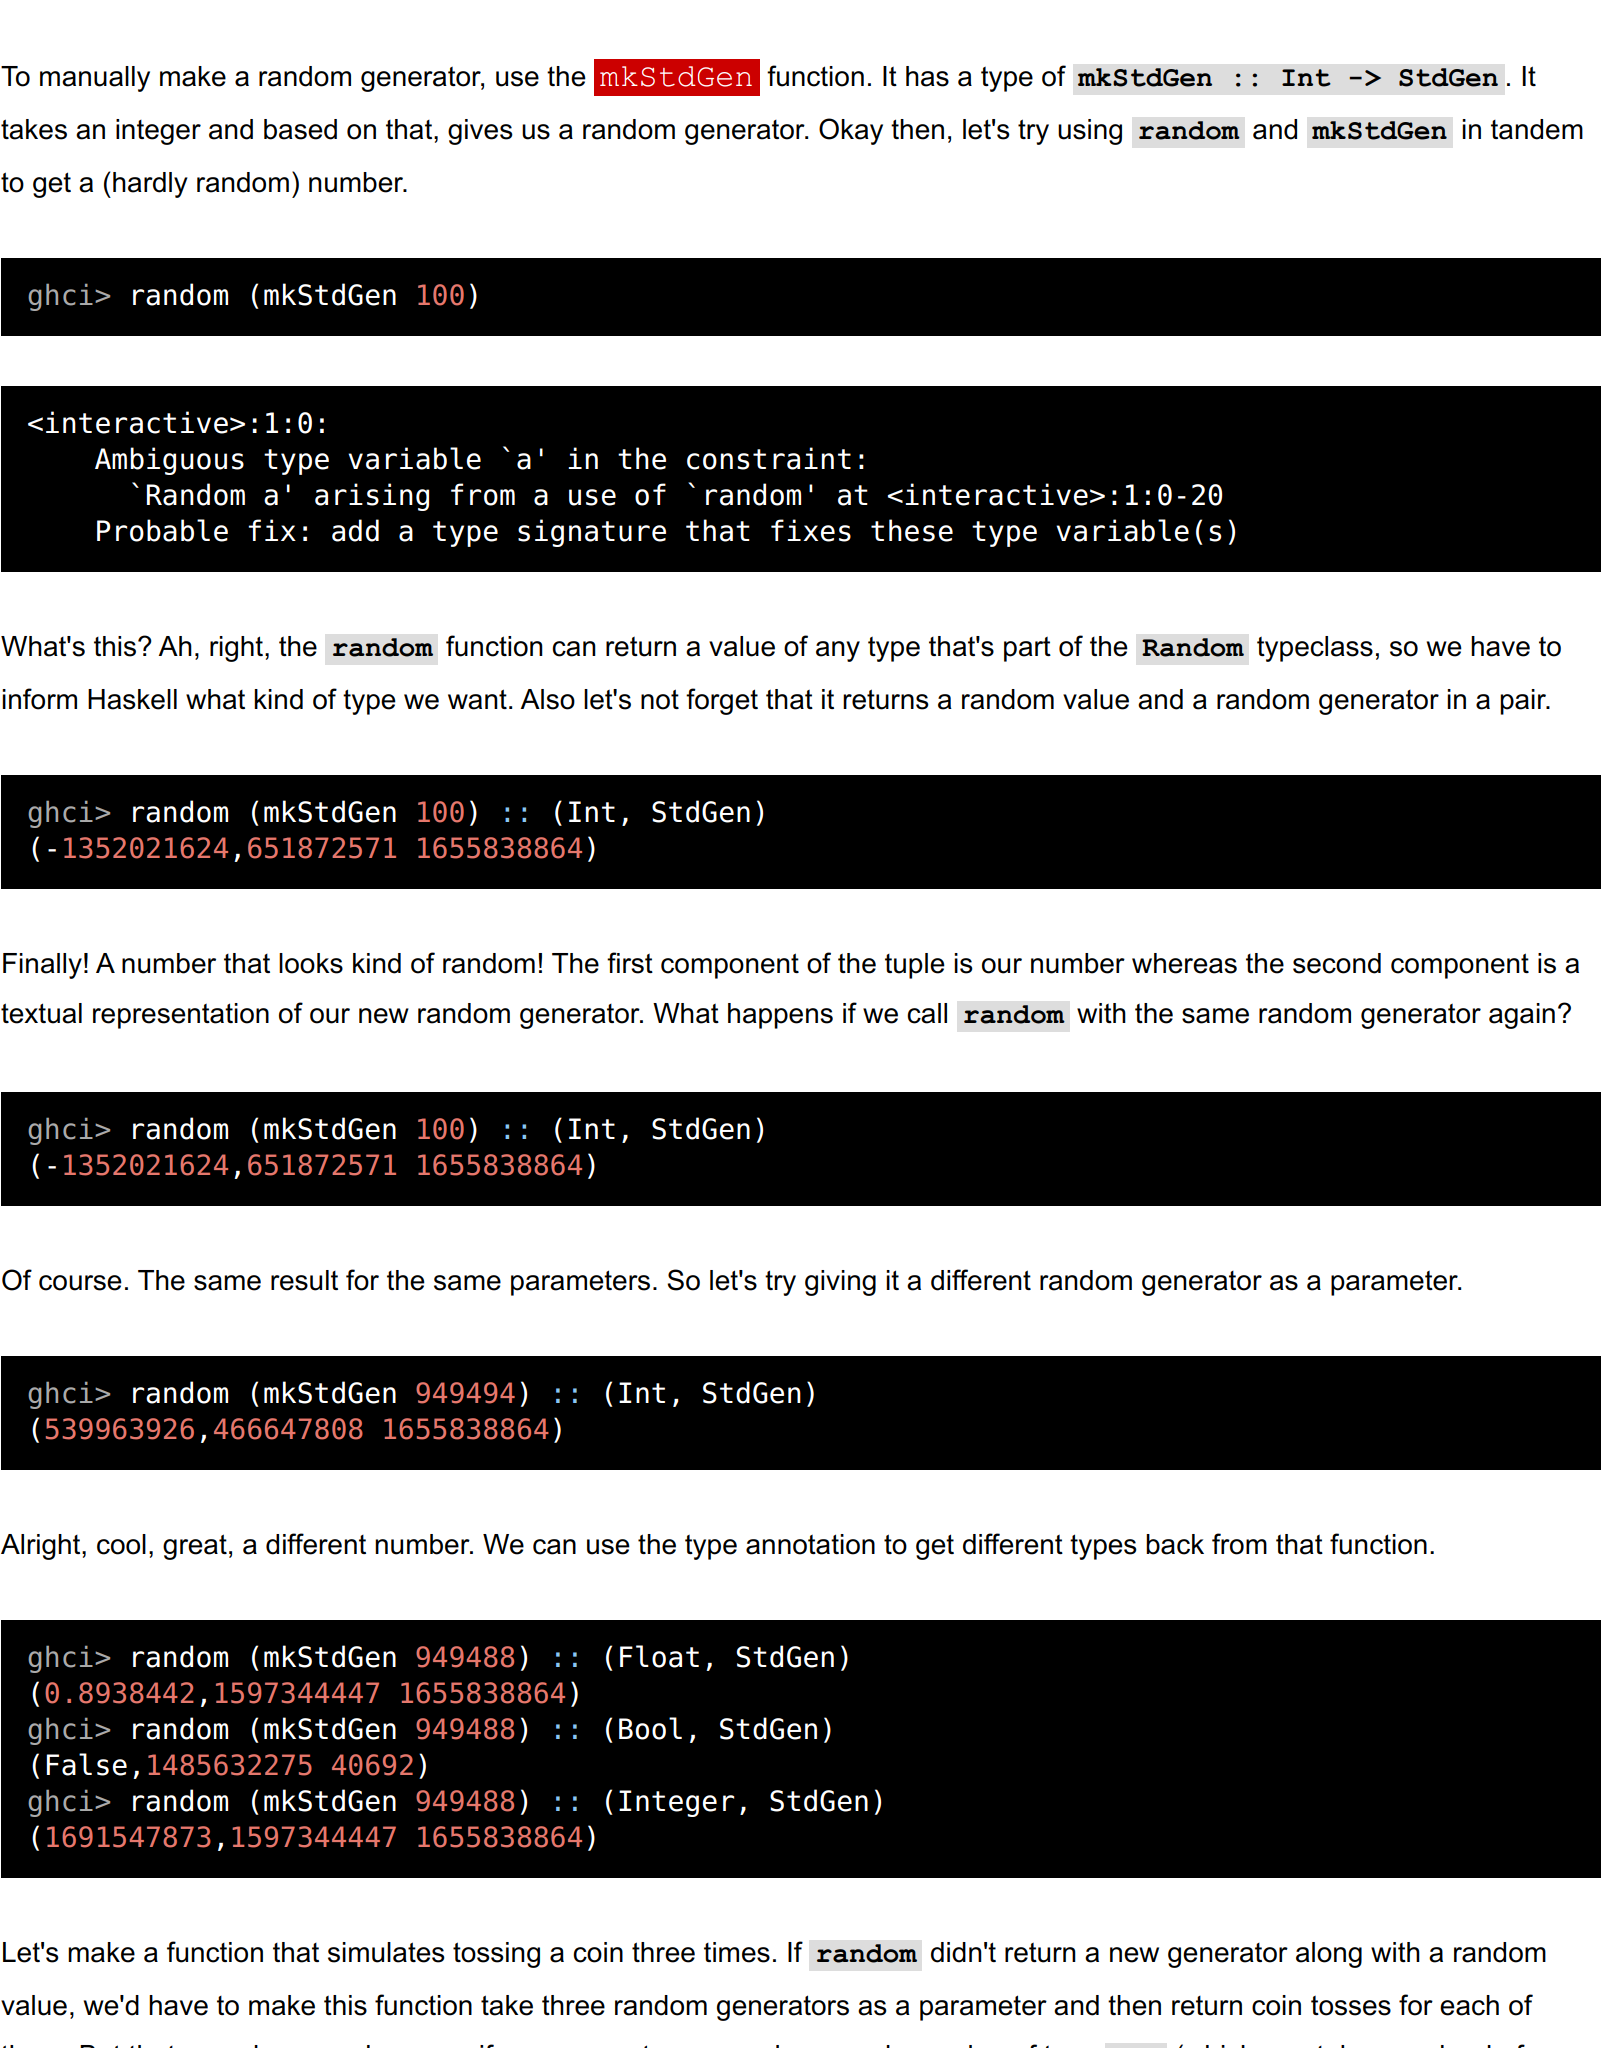 To manually make a random generator, use the mkStdGen function. It has a type of mkStdGen :: Int -> StdGen. It
takes an integer and based on that, gives us a random generator. Okay then, let's try using random and mkStdGen in tandem
to get a (hardly random) number.
ghci> random (mkStdGen 100)
<interactive>:1:0:
    Ambiguous type variable `a' in the constraint:
      `Random a' arising from a use of `random' at <interactive>:1:0-20
    Probable fix: add a type signature that fixes these type variable(s)
What's this? Ah, right, the random function can return a value of any type that's part of the Random typeclass, so we have to
inform Haskell what kind of type we want. Also let's not forget that it returns a random value and a random generator in a pair.
ghci> random (mkStdGen 100) :: (Int, StdGen)
(-1352021624,651872571 1655838864)
Finally! A number that looks kind of random! The first component of the tuple is our number whereas the second component is a
textual representation of our new random generator. What happens if we call random with the same random generator again?
ghci> random (mkStdGen 100) :: (Int, StdGen)
(-1352021624,651872571 1655838864)
Of course. The same result for the same parameters. So let's try giving it a different random generator as a parameter.
ghci> random (mkStdGen 949494) :: (Int, StdGen)
(539963926,466647808 1655838864)
Alright, cool, great, a different number. We can use the type annotation to get different types back from that function.
ghci> random (mkStdGen 949488) :: (Float, StdGen)
(0.8938442,1597344447 1655838864)
ghci> random (mkStdGen 949488) :: (Bool, StdGen)
(False,1485632275 40692)
ghci> random (mkStdGen 949488) :: (Integer, StdGen)
(1691547873,1597344447 1655838864)
Let's make a function that simulates tossing a coin three times. If random didn't return a new generator along with a random
value, we'd have to make this function take three random generators as a parameter and then return coin tosses for each of